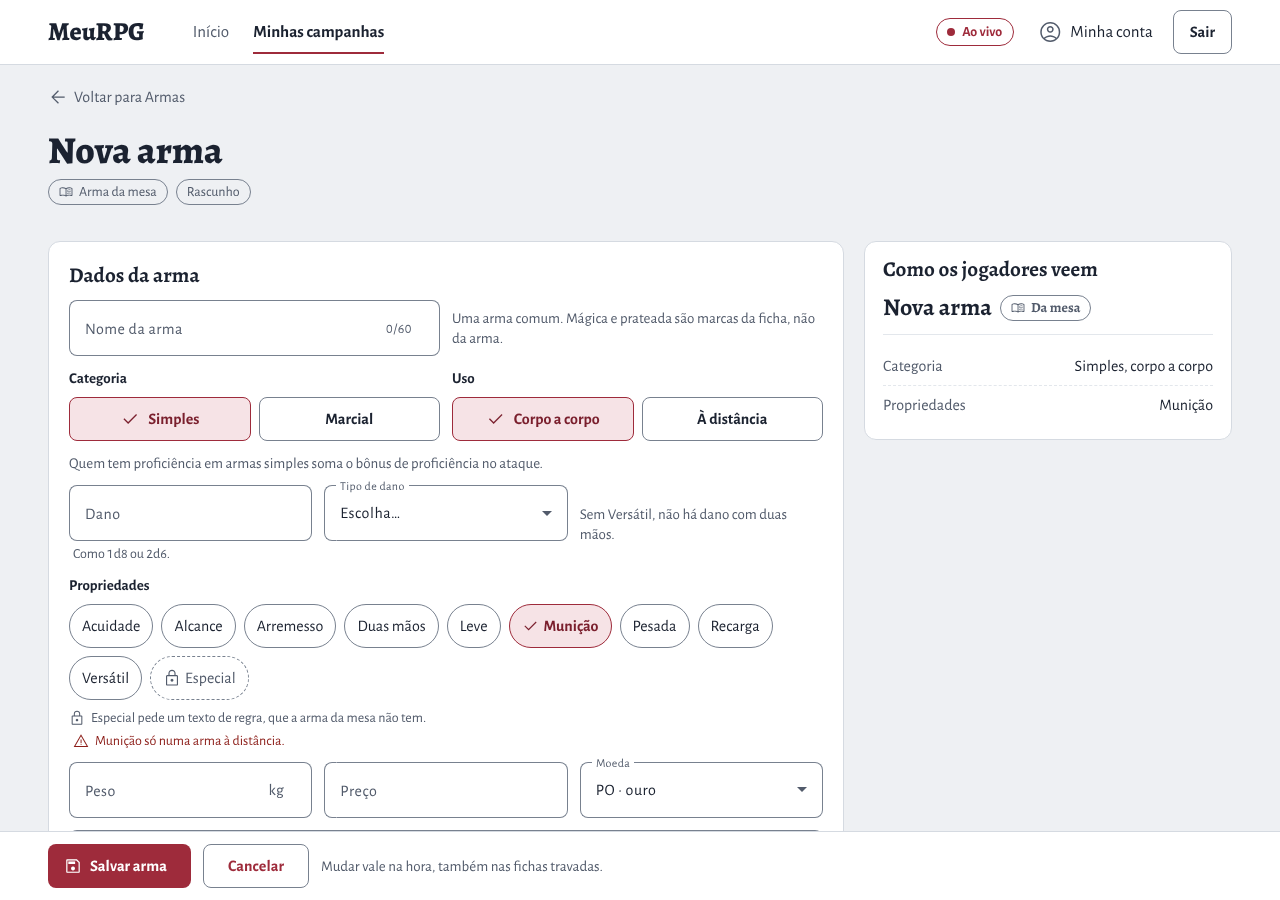 MeuRPG
Início
Minhas campanhas
Ao vivo
Minha conta
Sair
Voltar para Armas
Nova arma
Arma da mesa
Rascunho
Dados da arma
Nome da arma
0/60
Uma arma comum. Mágica e prateada são marcas da ficha, não
da arma.
Categoria
Uso
Simples
Marcial
Corpo a corpo
À distância
Quem tem proficiência em armas simples soma o bônus de proficiência no ataque.
Dano
Tipo de dano
Escolha...
Sem Versátil, não há dano com duas
mãos.
Como 1d8 ou 2d6.
Propriedades
Acuidade
Alcance
Arremesso
Duas mãos
Leve
Munição
Pesada
Recarga
Versátil
Especial
Especial pede um texto de regra, que a arma da mesa não tem.
Munição só numa arma à distância.
Peso
kg
Preço
Moeda
PO · ouro
Como os jogadores veem
Nova arma
Da mesa
Categoria
Simples, corpo a corpo
Propriedades
Munição
Salvar arma
Cancelar
Mudar vale na hora, também nas fichas travadas.